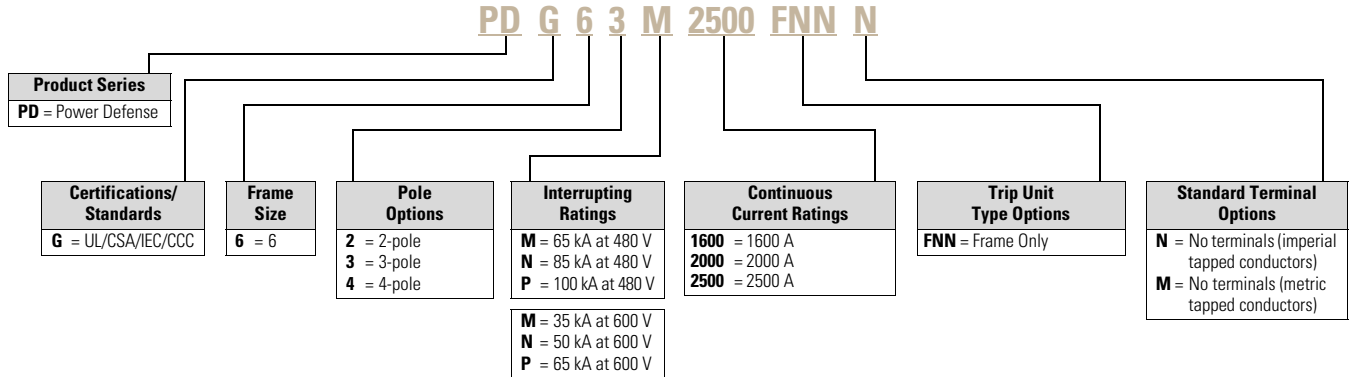 PD G 6 3 M 2500 FNN N
Product Series
PD = Power Defense
Certifications/
Standards
G = UL/CSA/IEC/CCC
Frame
Size
6 = 6
Pole
Options
2 = 2-pole
3 = 3-pole
4 = 4-pole
Interrupting
Ratings
M = 65 kA at 480 V
N = 85 kA at 480 V
P = 100 kA at 480 V
M = 35 kA at 600 V
N = 50 kA at 600 V
P = 65 kA at 600 V
Continuous
Current Ratings
1600 = 1600 A
2000 = 2000 A
2500 = 2500 A
Trip Unit
Type Options
FNN = Frame Only
Standard Terminal
Options
N = No terminals (imperial
tapped conductors)
M = No terminals (metric
tapped conductors)